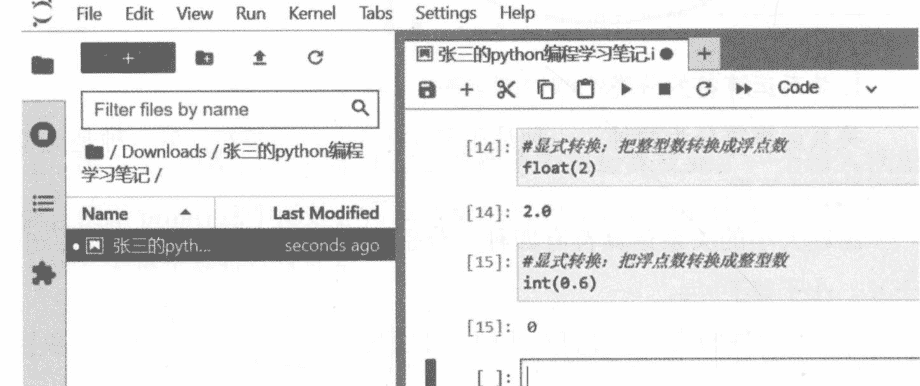 File Edit View Run Kernel Tabs Settings Help
+
Filter files by name
/ Downloads / 张三的python编程
学习笔记 /
Name Last Modified
张三的pyth... seconds ago
张三的python编程学习笔记.i
+
Code
[14]: #显式转换：把整型数转换成浮点数
float(2)
[14]: 2.0
[15]: #显式转换：把浮点数转换成整型数
int(0.6)
[15]: 0
[ ]: